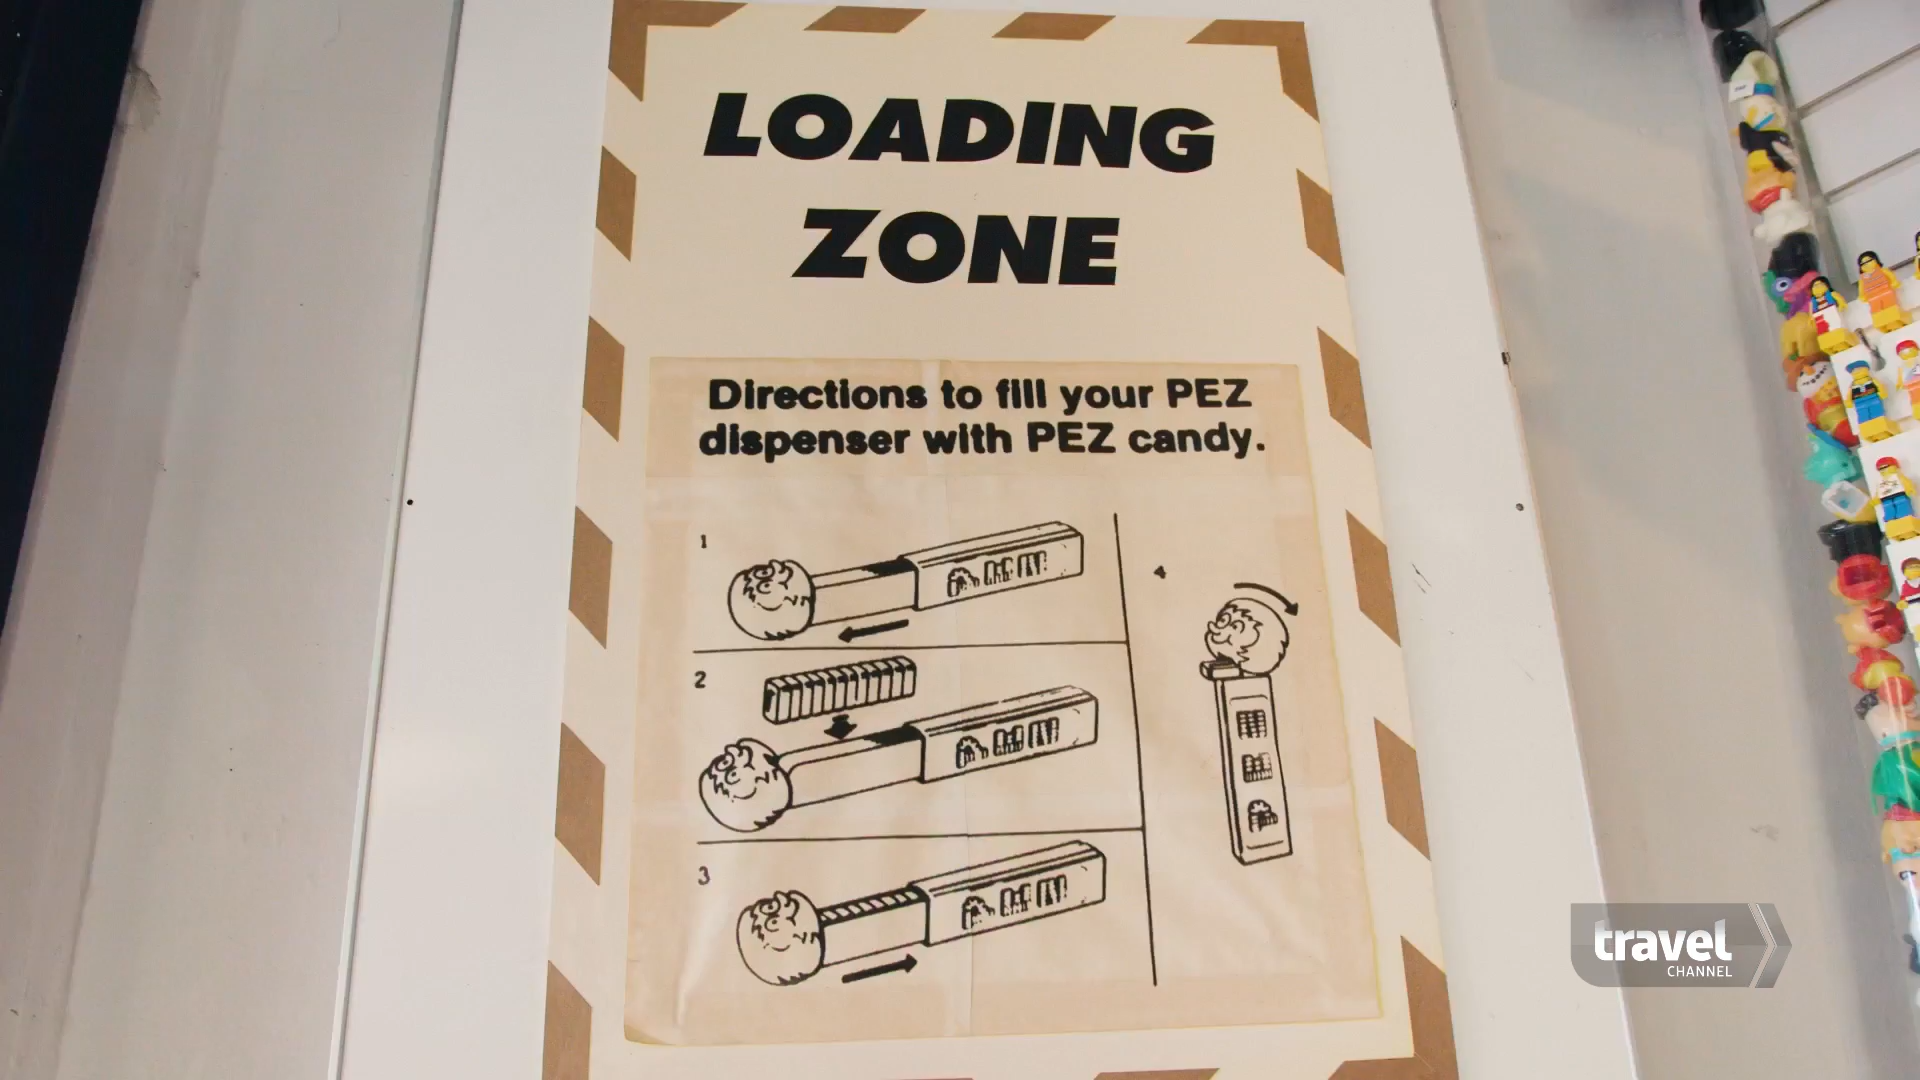 LOADING
ZONE
Directions to fill your PEZ
dispenser with PEZ candy.
1
2
3
4
travel
CHANNEL